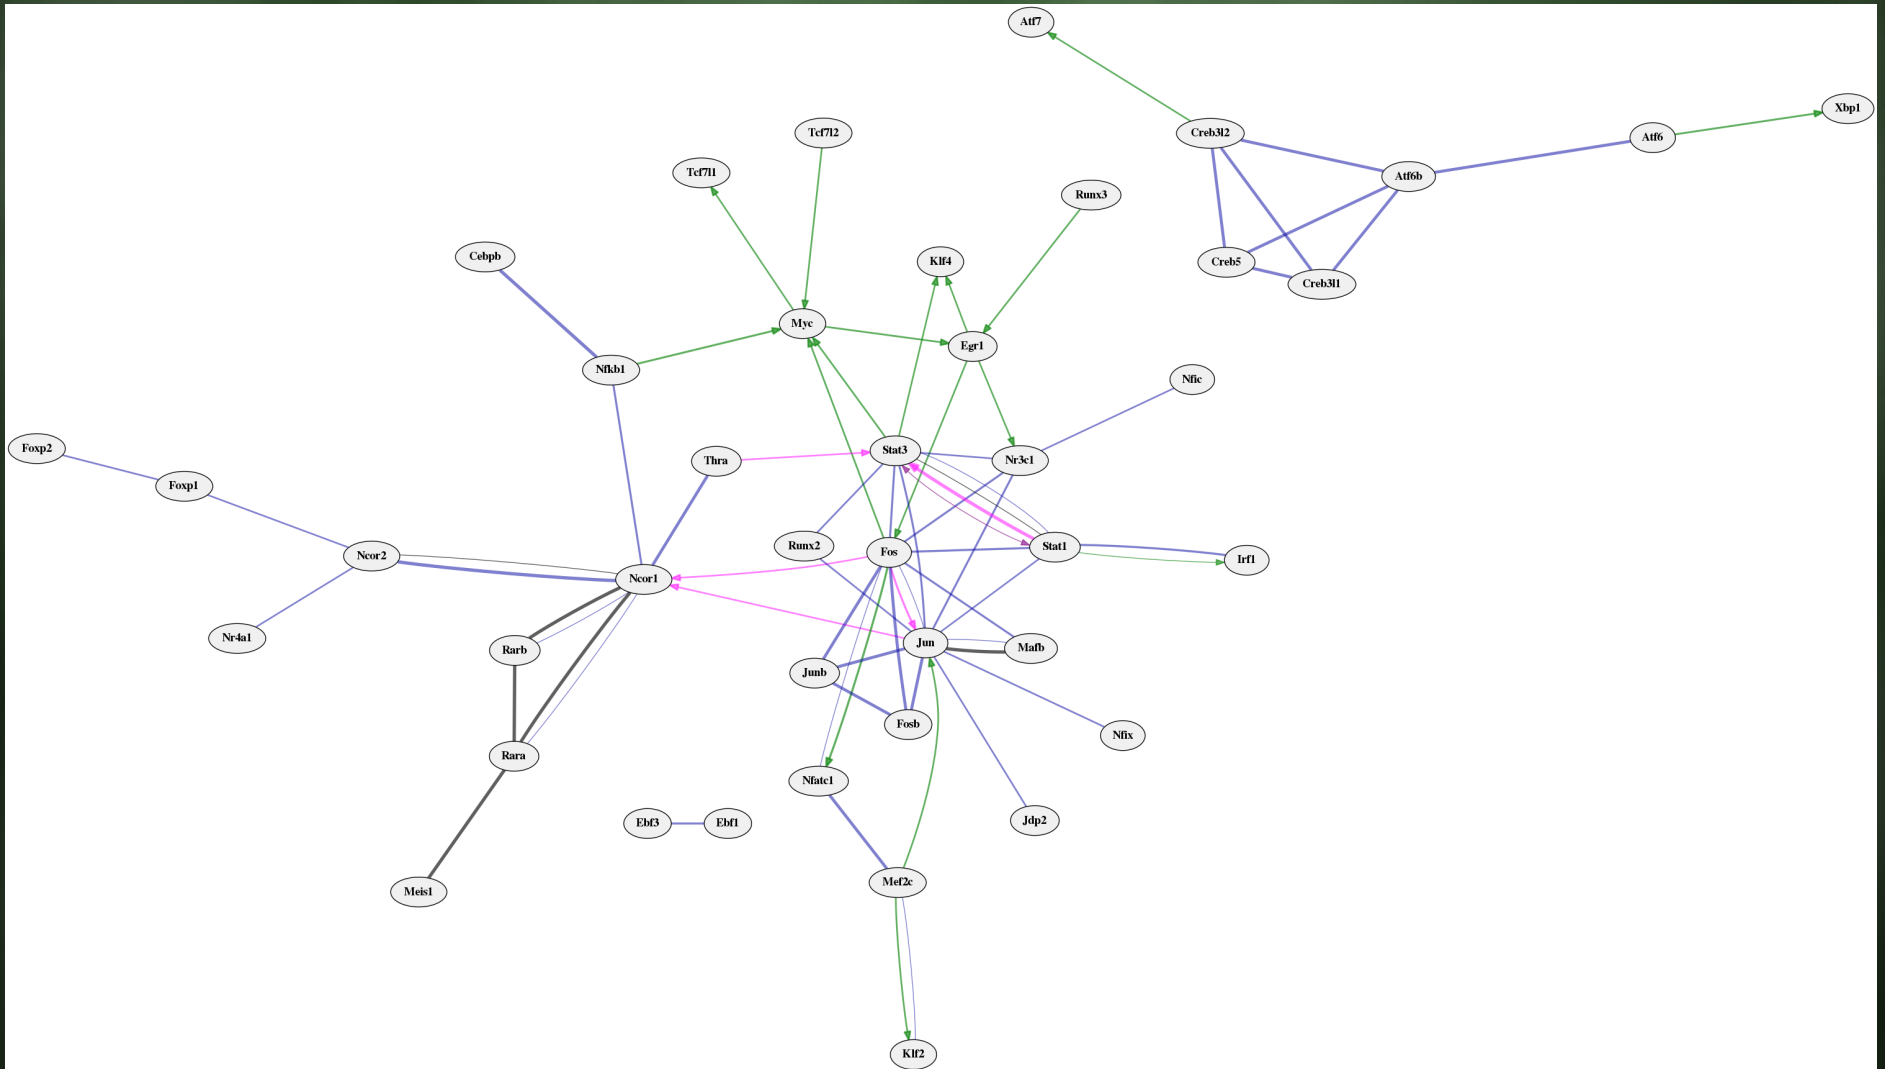 Atf7
Xbp1
Creb3l2
Tcf7l2
Atf6
Tcf7l1
Atf6b
Runx3
Cebpb
Klf4
Creb5
Creb3l1
Myc
Egr1
Nfkb1
Nfic
Foxp2
Stat3
Thra
Nr3c1
Foxp1
Runx2
Stat1
Fos
Ncor2
Irf1
Ncor1
Nr4a1
Jun
Mafb
Rarb
Junb
Fosb
Nfix
Rara
Nfatc1
Jdp2
Ebf3
Ebf1
Mef2c
Meis1
Klf2